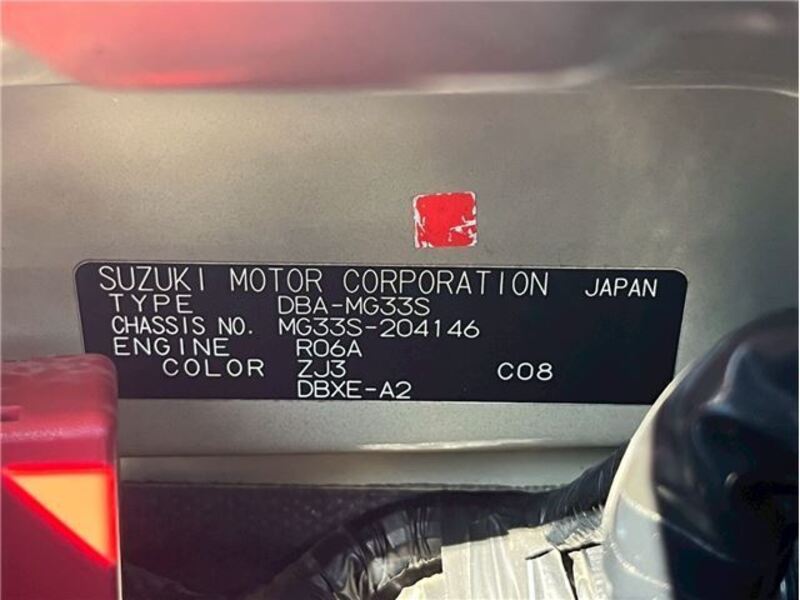 SUZUKI MOTOR CORPORATION JAPAN
TYPE DBA-MG33S
CHASSIS NO. MG33S-204146
ENGINE R06A
COLOR ZJ3 C08
DBXE-A2